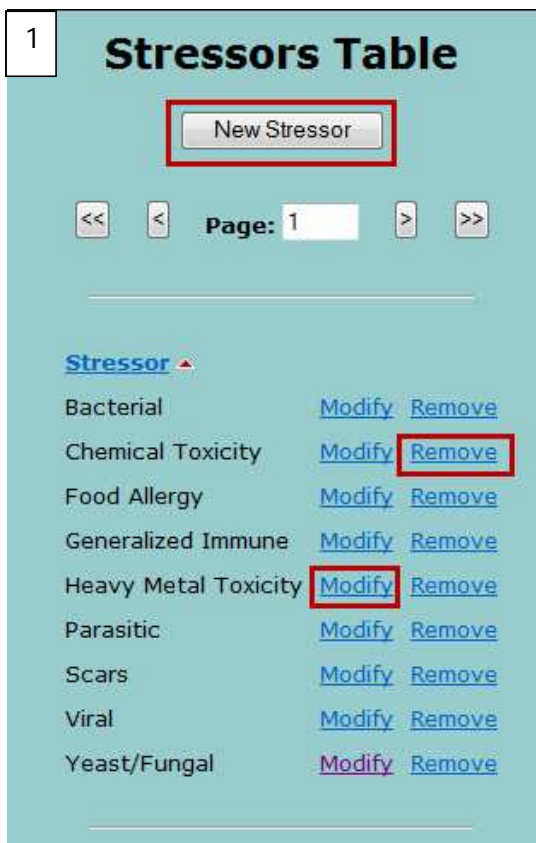 1
Stressors Table
New Stressor
<< < Page: 1 > >>
Stressor
Bacterial Modify Remove
Chemical Toxicity Modify Remove
Food Allergy Modify Remove
Generalized Immune Modify Remove
Heavy Metal Toxicity Modify Remove
Parasitic Modify Remove
Scars Modify Remove
Viral Modify Remove
Yeast/Fungal Modify Remove